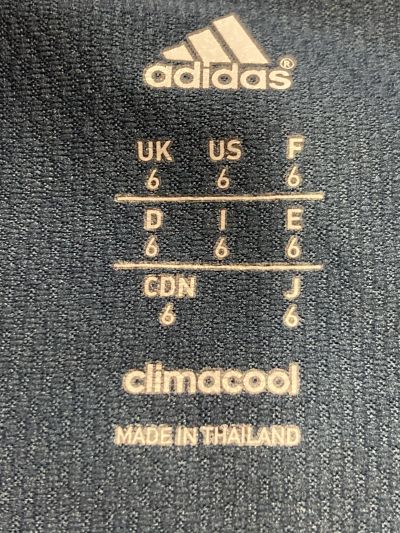 adidas®
UK US F
6 6 6
D I E
6 6 6
CDN J
6 6
climacool
MADE IN THAILAND